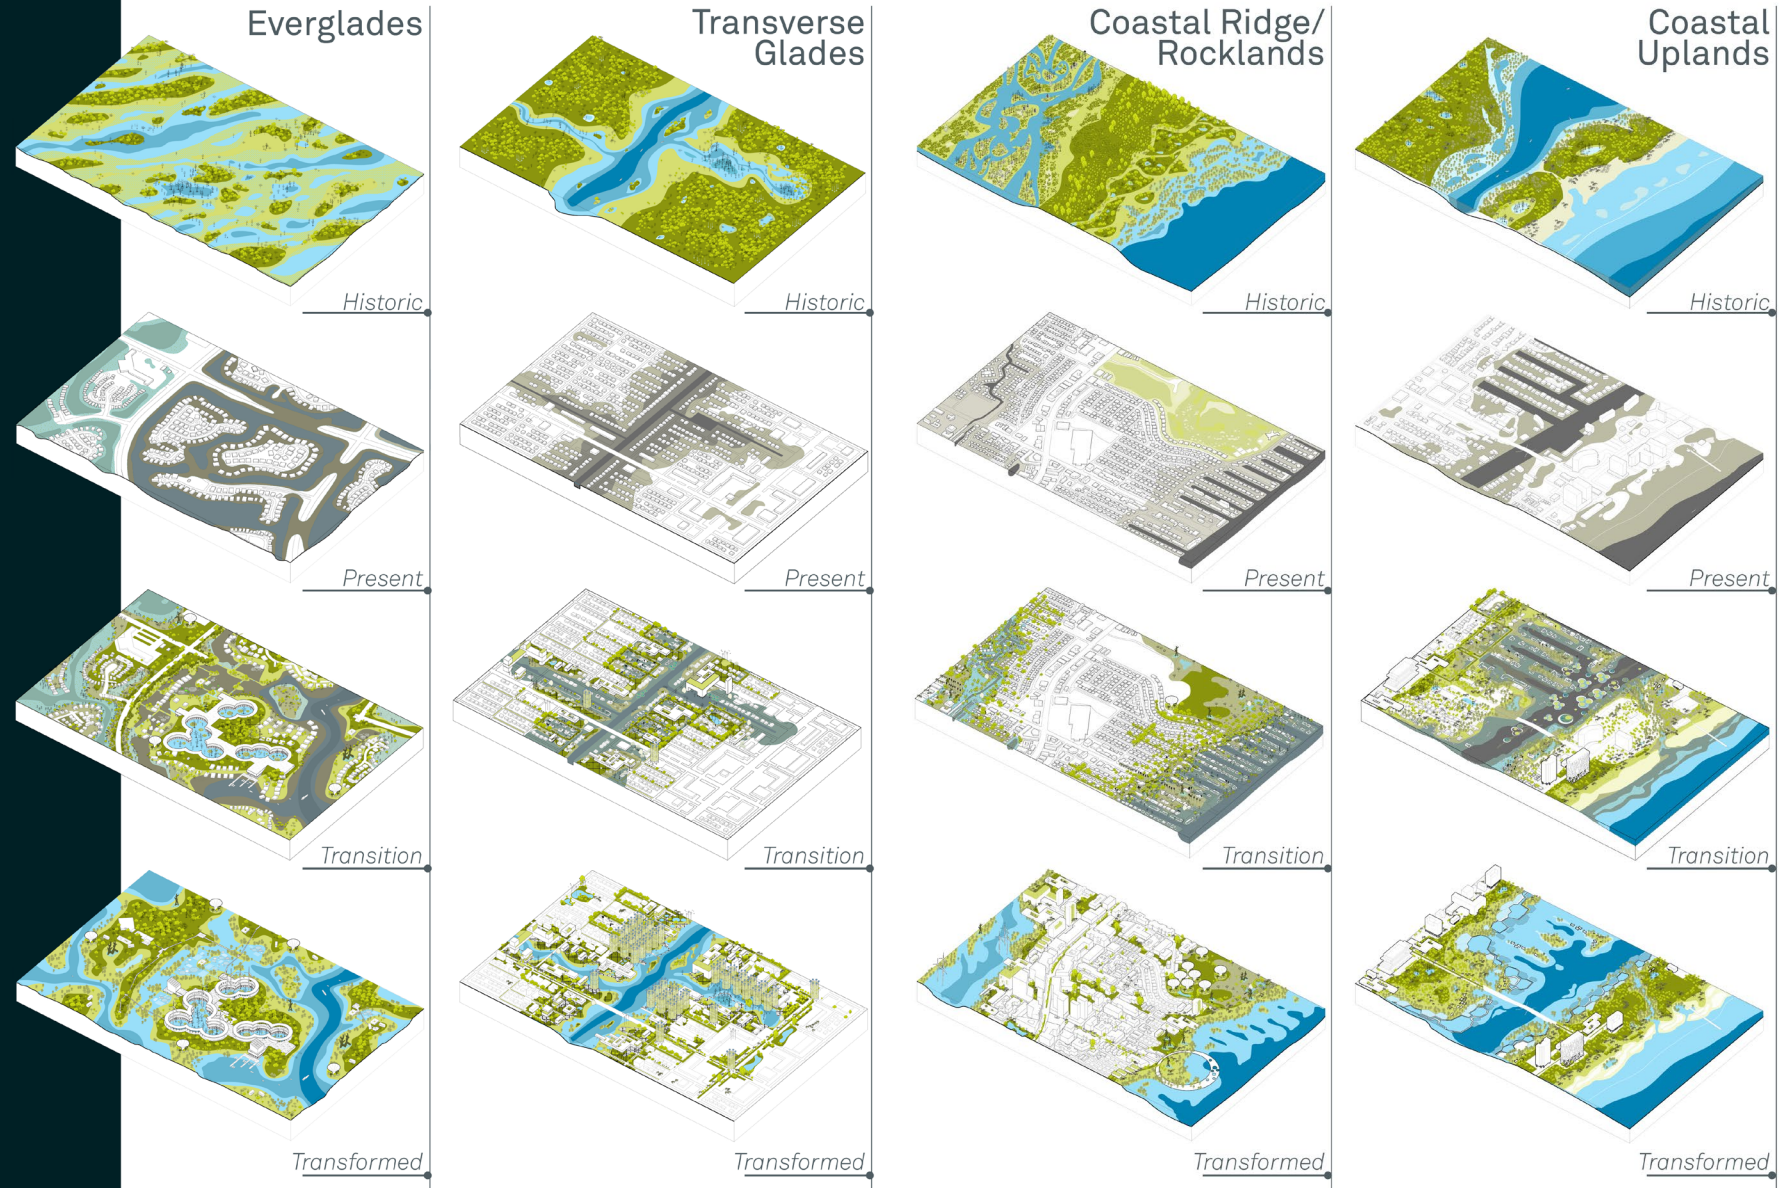 Everglades
Transverse
Glades
Coastal Ridge/
Rocklands
Coastal
Uplands
Historic
Historic
Historic
Historic
Present
Present
Present
Present
Transition
Transition
Transition
Transition
Transformed
Transformed
Transformed
Transformed